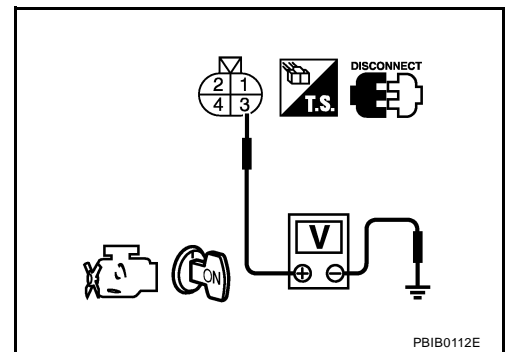 DISCONNECT
2 1
4 3
T.S.
V
ON
PBIB0112E